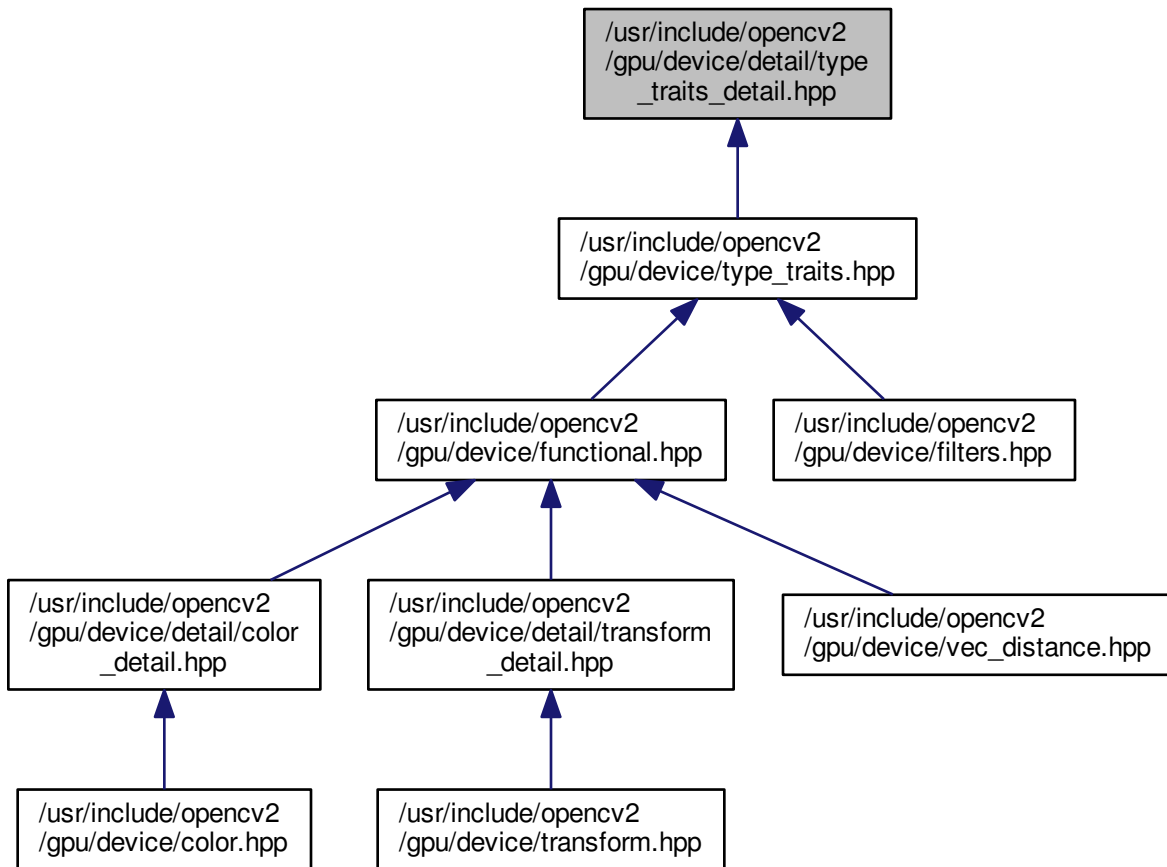 /usr/include/opencv2
/gpu/device/detail/type
_traits_detail.hpp
/usr/include/opencv2
/gpu/device/type_traits.hpp
/usr/include/opencv2
/gpu/device/functional.hpp
/usr/include/opencv2
/gpu/device/filters.hpp
/usr/include/opencv2
/gpu/device/detail/color
_detail.hpp
/usr/include/opencv2
/gpu/device/detail/transform
_detail.hpp
/usr/include/opencv2
/gpu/device/vec_distance.hpp
/usr/include/opencv2
/gpu/device/color.hpp
/usr/include/opencv2
/gpu/device/transform.hpp